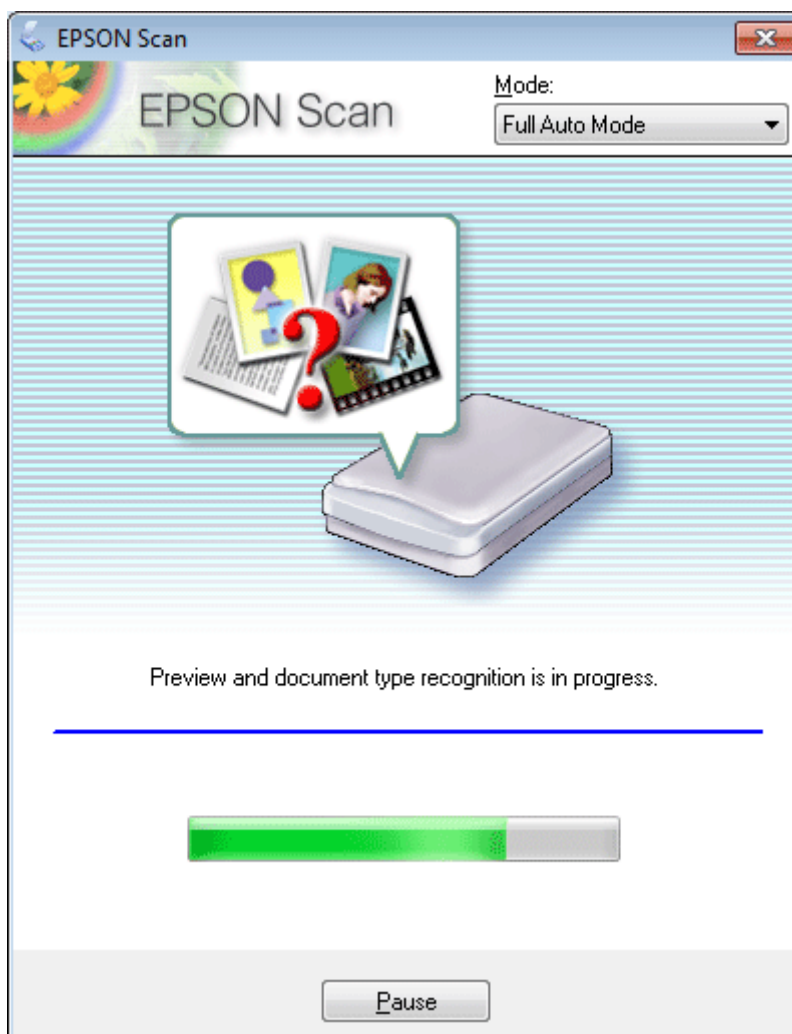 EPSON Scan
EPSON Scan
Mode:
Full Auto Mode
?
Preview and document type recognition is in progress.
Pause